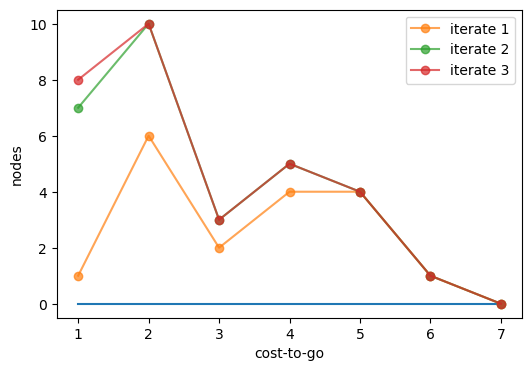 10
8
6
4
2
0
nodes
1 2 3 4 5 6 7
cost-to-go
iterate 1
iterate 2
iterate 3